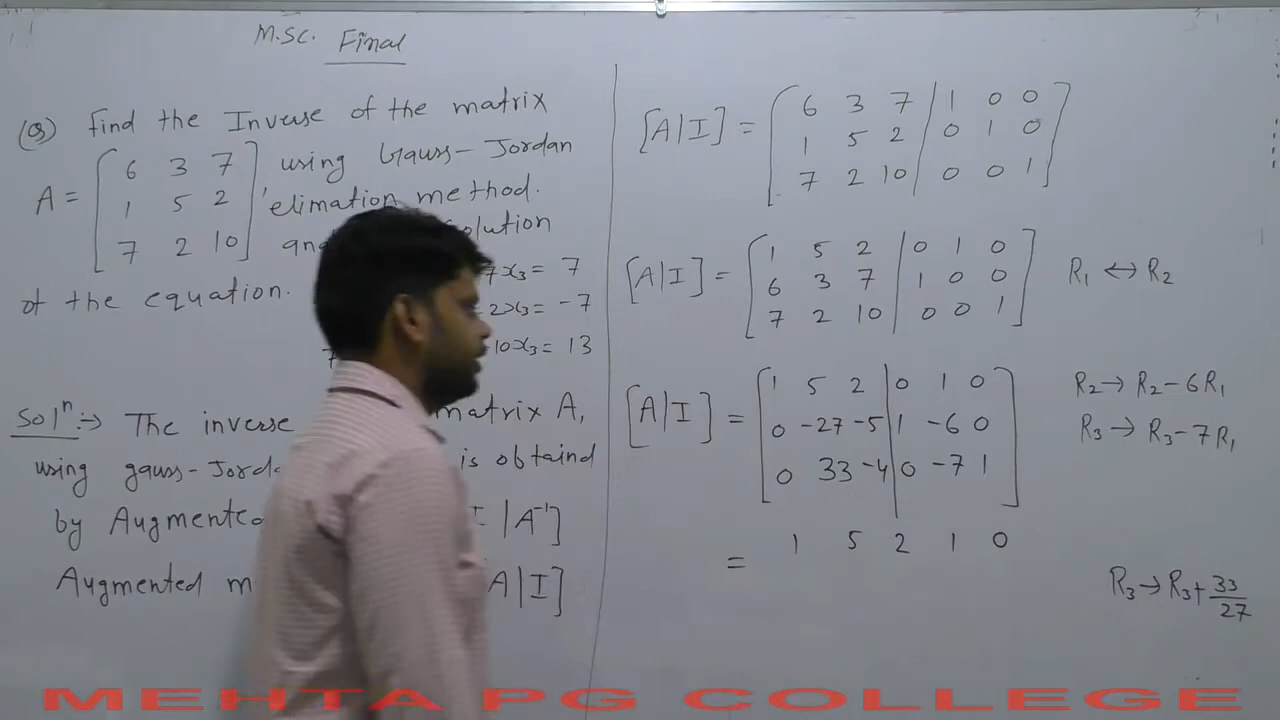 M.SC. Final
(Q) Find the Inverse of the matrix
A = [6 3 7 using Gauss-Jordan
1 5 2 , elimation method.
7 2 10] and olution
of the equation.
7x3 = 7
2x3 = -7
7 10x3 = 13
Solⁿ:→ The inverse matrix A,
using gauss-Jord is obtaind
by Augmente | A⁻¹]
Augmented m A | I]
[A | I] = [6 3 7 | 1 0 0
1 5 2 | 0 1 0
7 2 10 | 0 0 1]
[A | I] = [1 5 2 | 0 1 0
6 3 7 | 1 0 0 R1 ↔ R2
7 2 10 | 0 0 1]
[A | I] = [1 5 2 | 0 1 0 R2 → R2 - 6R1
0 -27 -5 | 1 -6 0 R3 → R3 - 7R1
0 33 -4 | 0 -7 1]
= 1 5 2 1 0
R3 → R3 + 33/27
MEHTA PG COLLEGE